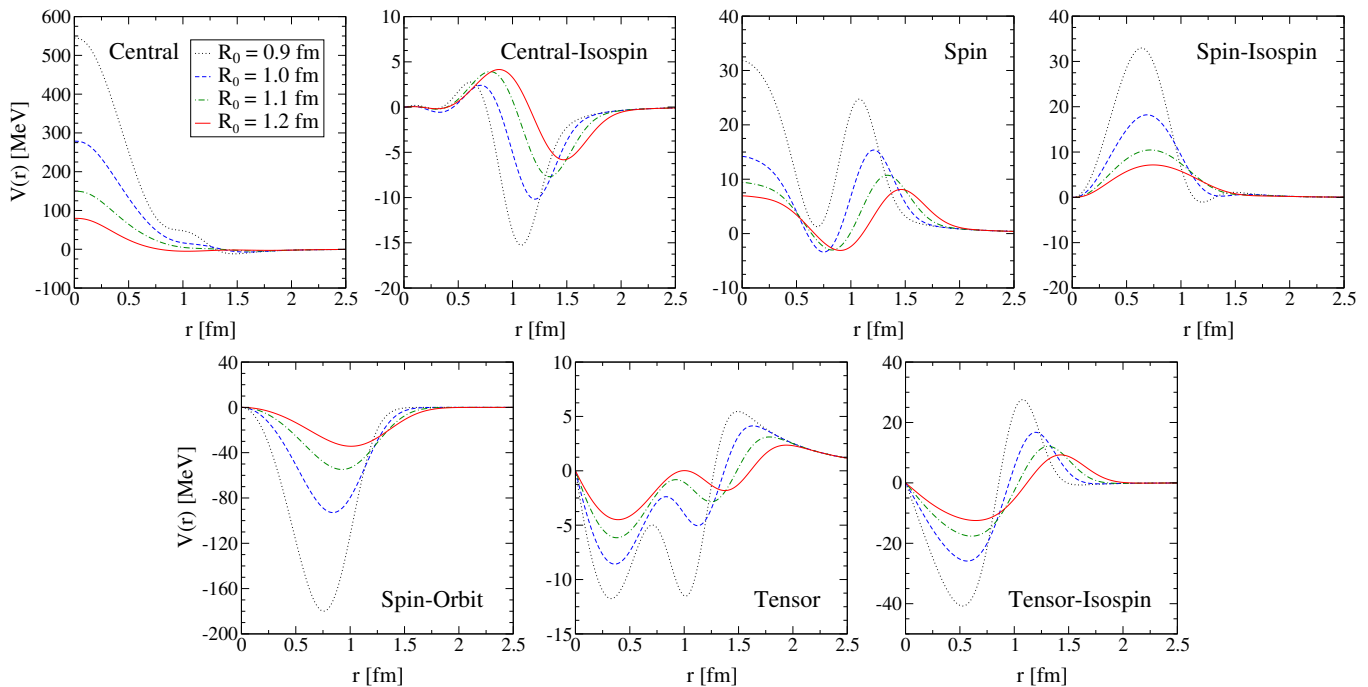 Central
R0 = 0.9 fm
R0 = 1.0 fm
R0 = 1.1 fm
R0 = 1.2 fm
600
500
400
300
200
100
0
-100
V(r) [MeV]
0 0.5 1 1.5 2 2.5
r [fm]
Central-Isospin
10
5
0
-5
-10
-15
-20
0 0.5 1 1.5 2 2.5
r [fm]
Spin
40
30
20
10
0
-10
0 0.5 1 1.5 2 2.5
r [fm]
Spin-Isospin
40
30
20
10
0
-10
-20
0 0.5 1 1.5 2 2.5
r [fm]
40
0
-40
-80
-120
-160
-200
V(r) [MeV]
Spin-Orbit
0 0.5 1 1.5 2 2.5
r [fm]
10
5
0
-5
-10
-15
Tensor
0 0.5 1 1.5 2 2.5
r [fm]
40
20
0
-20
-40
Tensor-Isospin
0 0.5 1 1.5 2 2.5
r [fm]